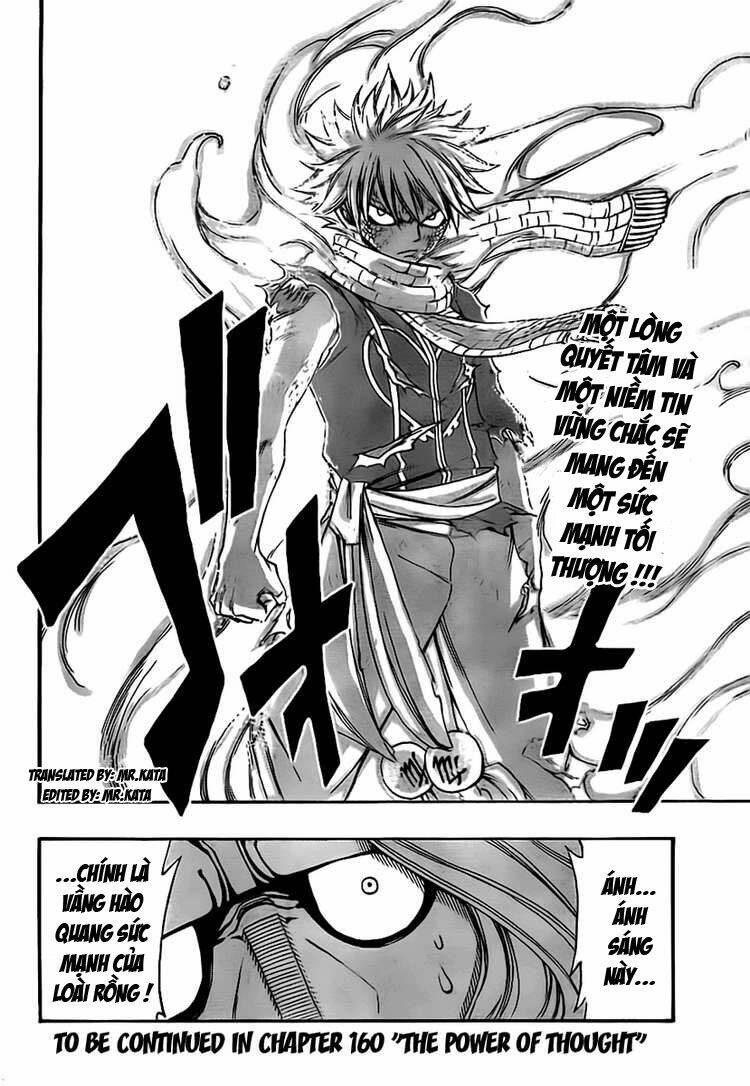 MỘT LÒNG
QUYẾT TÂM VÀ
MỘT NIỀM TIN
VỮNG CHẮC SẼ
MANG ĐẾN
MỘT SỨC
MẠNH TỐI
THƯỢNG !!!
TRANSLATED BY: MR.KATA
EDITED BY: MR.KATA
ÁNH...
ÁNH
SÁNG
NÀY...
...CHÍNH LÀ
VẦNG HÀO
QUANG SỨC
MẠNH CỦA
LOÀI RỒNG !
TO BE CONTINUED IN CHAPTER 160 "THE POWER OF THOUGHT"